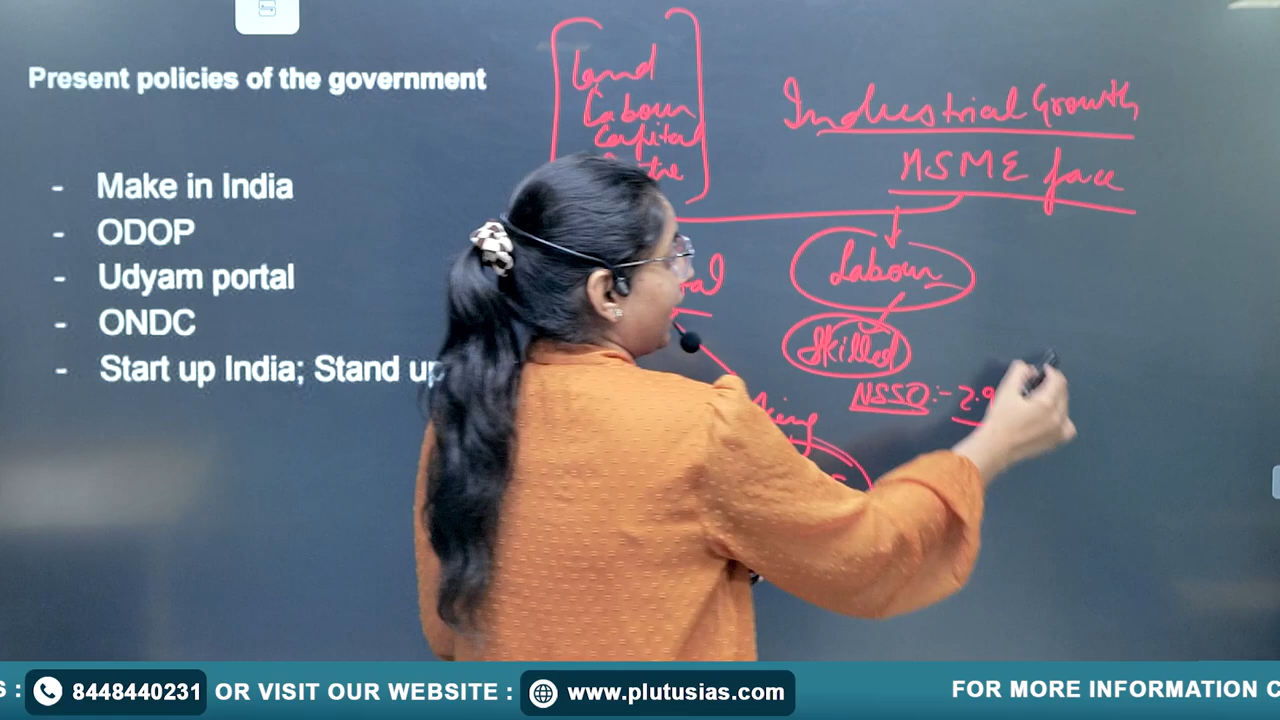 Present policies of the government
- Make in India
- ODOP
- Udyam portal
- ONDC
- Start up India; Stand up
Land
Labour
Capital
Industrial Growth
MSME face
Labour
Skilled
NSSO:- 2.9
S : 8448440231 OR VISIT OUR WEBSITE : www.plutusias.com FOR MORE INFORMATION C